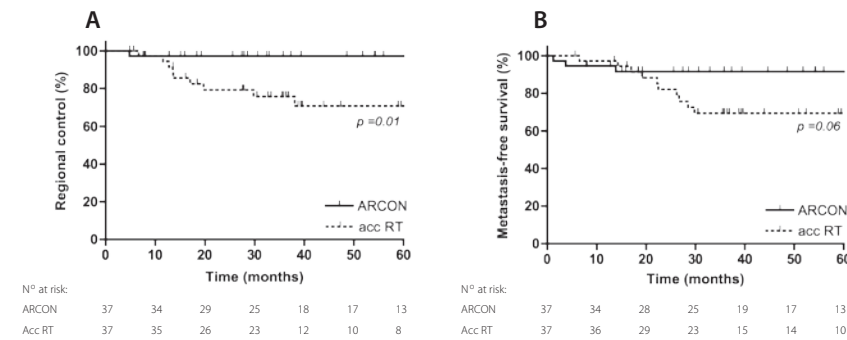 A
Regional control (%)
100
80
60
40
20
0
p =0.01
ARCON
acc RT
0 10 20 30 40 50 60
Time (months)
Nº at risk:
ARCON 37 34 29 25 18 17 13
Acc RT 37 35 26 23 12 10 8
B
Metastasis-free survival (%)
100
80
60
40
20
0
p =0.06
ARCON
acc RT
0 10 20 30 40 50 60
Time (months)
Nº at risk:
ARCON 37 34 28 25 19 17 13
Acc RT 37 36 29 23 15 14 10